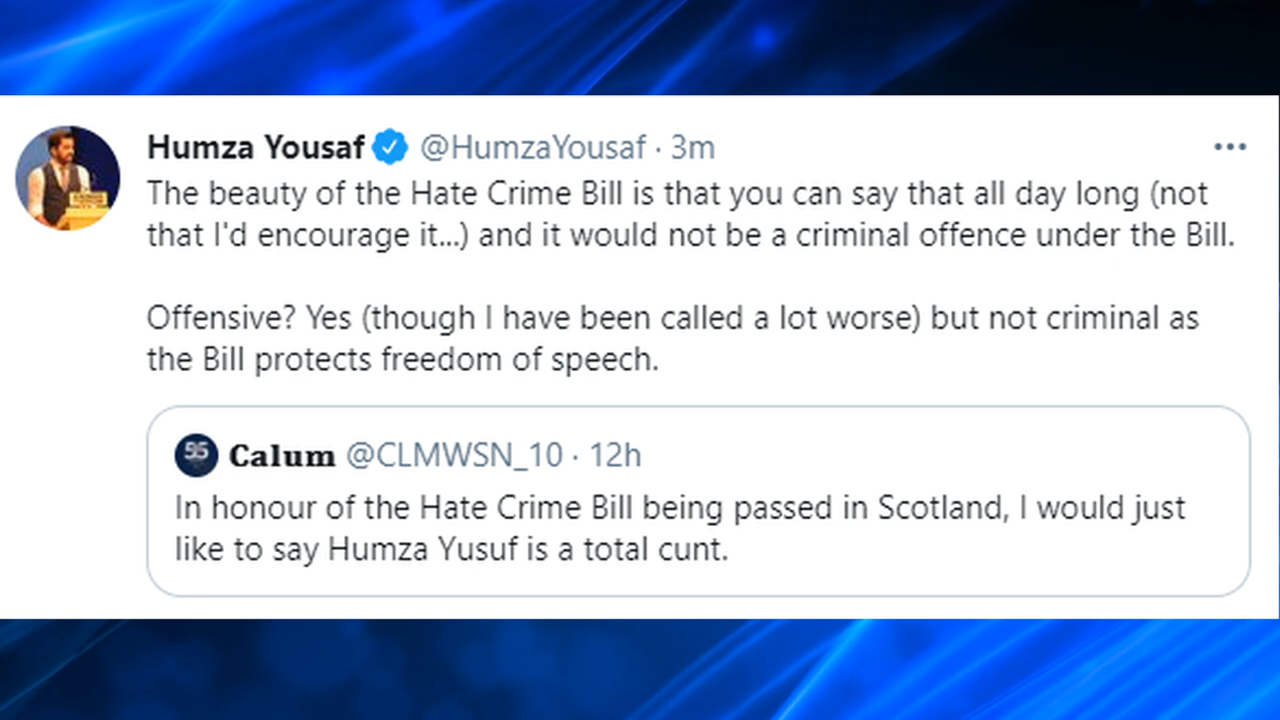 Humza Yousaf @HumzaYousaf · 3m
The beauty of the Hate Crime Bill is that you can say that all day long (not
that I'd encourage it...) and it would not be a criminal offence under the Bill.
Offensive? Yes (though I have been called a lot worse) but not criminal as
the Bill protects freedom of speech.
55
Calum @CLMWSN_10 · 12h
In honour of the Hate Crime Bill being passed in Scotland, I would just
like to say Humza Yusuf is a total cunt.